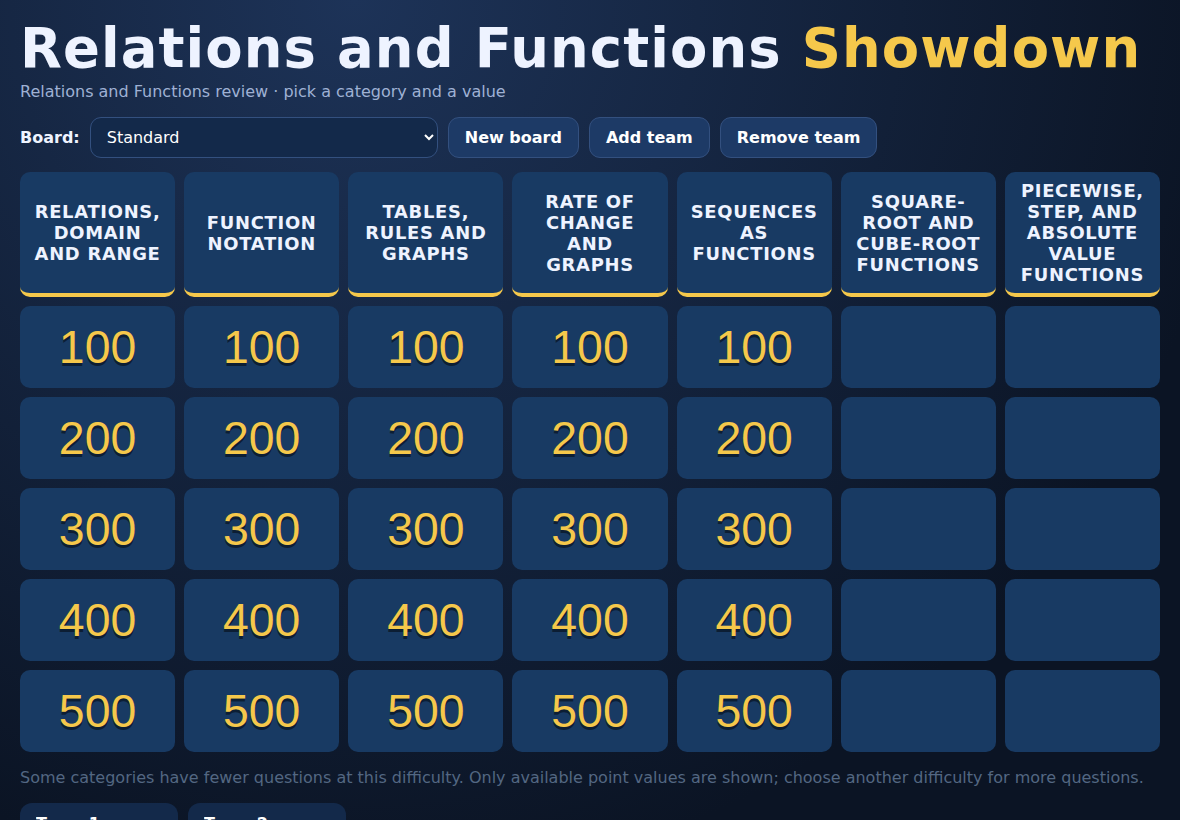 Relations and Functions Showdown
Relations and Functions review · pick a category and a value
Board: Standard New board Add team Remove team
RELATIONS,
DOMAIN
AND RANGE
FUNCTION
NOTATION
TABLES,
RULES AND
GRAPHS
RATE OF
CHANGE
AND
GRAPHS
SEQUENCES
AS
FUNCTIONS
SQUARE-
ROOT AND
CUBE-ROOT
FUNCTIONS
PIECEWISE,
STEP, AND
ABSOLUTE
VALUE
FUNCTIONS
100 100 100 100 100
200 200 200 200 200
300 300 300 300 300
400 400 400 400 400
500 500 500 500 500
Some categories have fewer questions at this difficulty. Only available point values are shown; choose another difficulty for more questions.